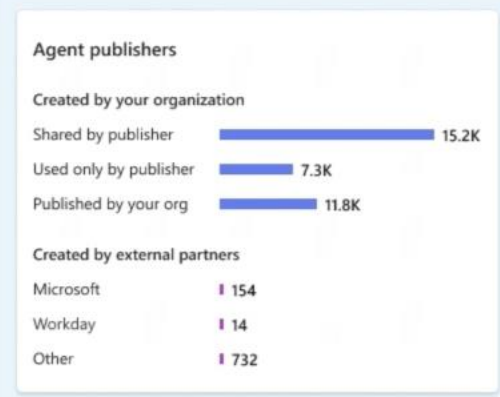 Agent publishers
Created by your organization
Shared by publisher 15.2K
Used only by publisher 7.3K
Published by your org 11.8K
Created by external partners
Microsoft 154
Workday 14
Other 732